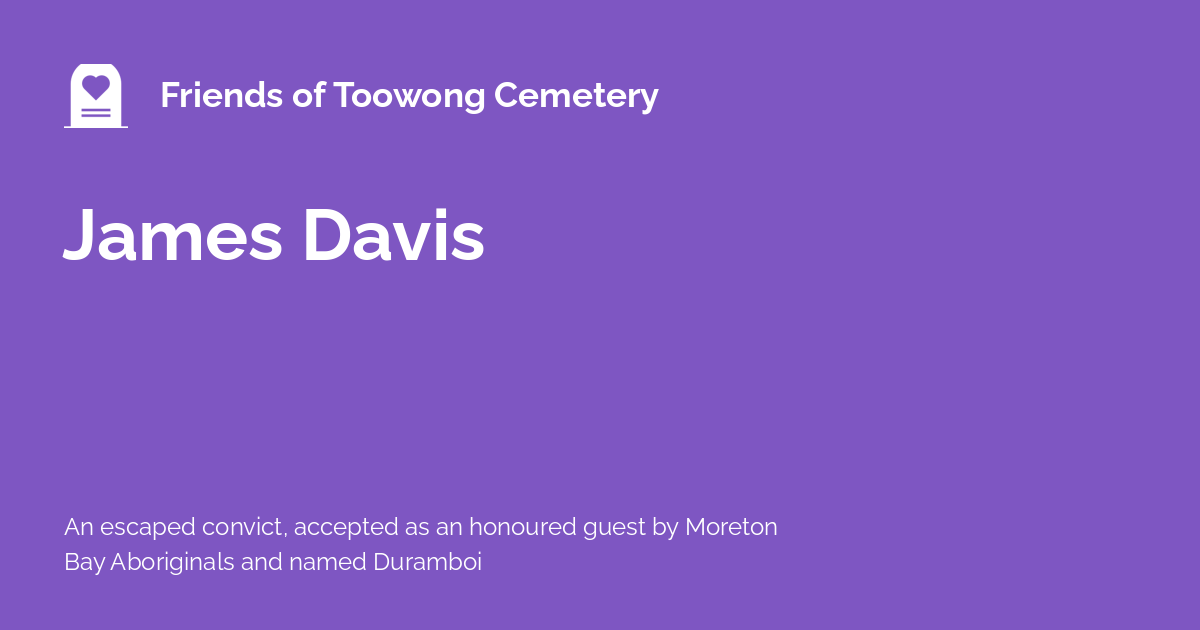 Friends of Toowong Cemetery
James Davis
An escaped convict, accepted as an honoured guest by Moreton
Bay Aboriginals and named Duramboi